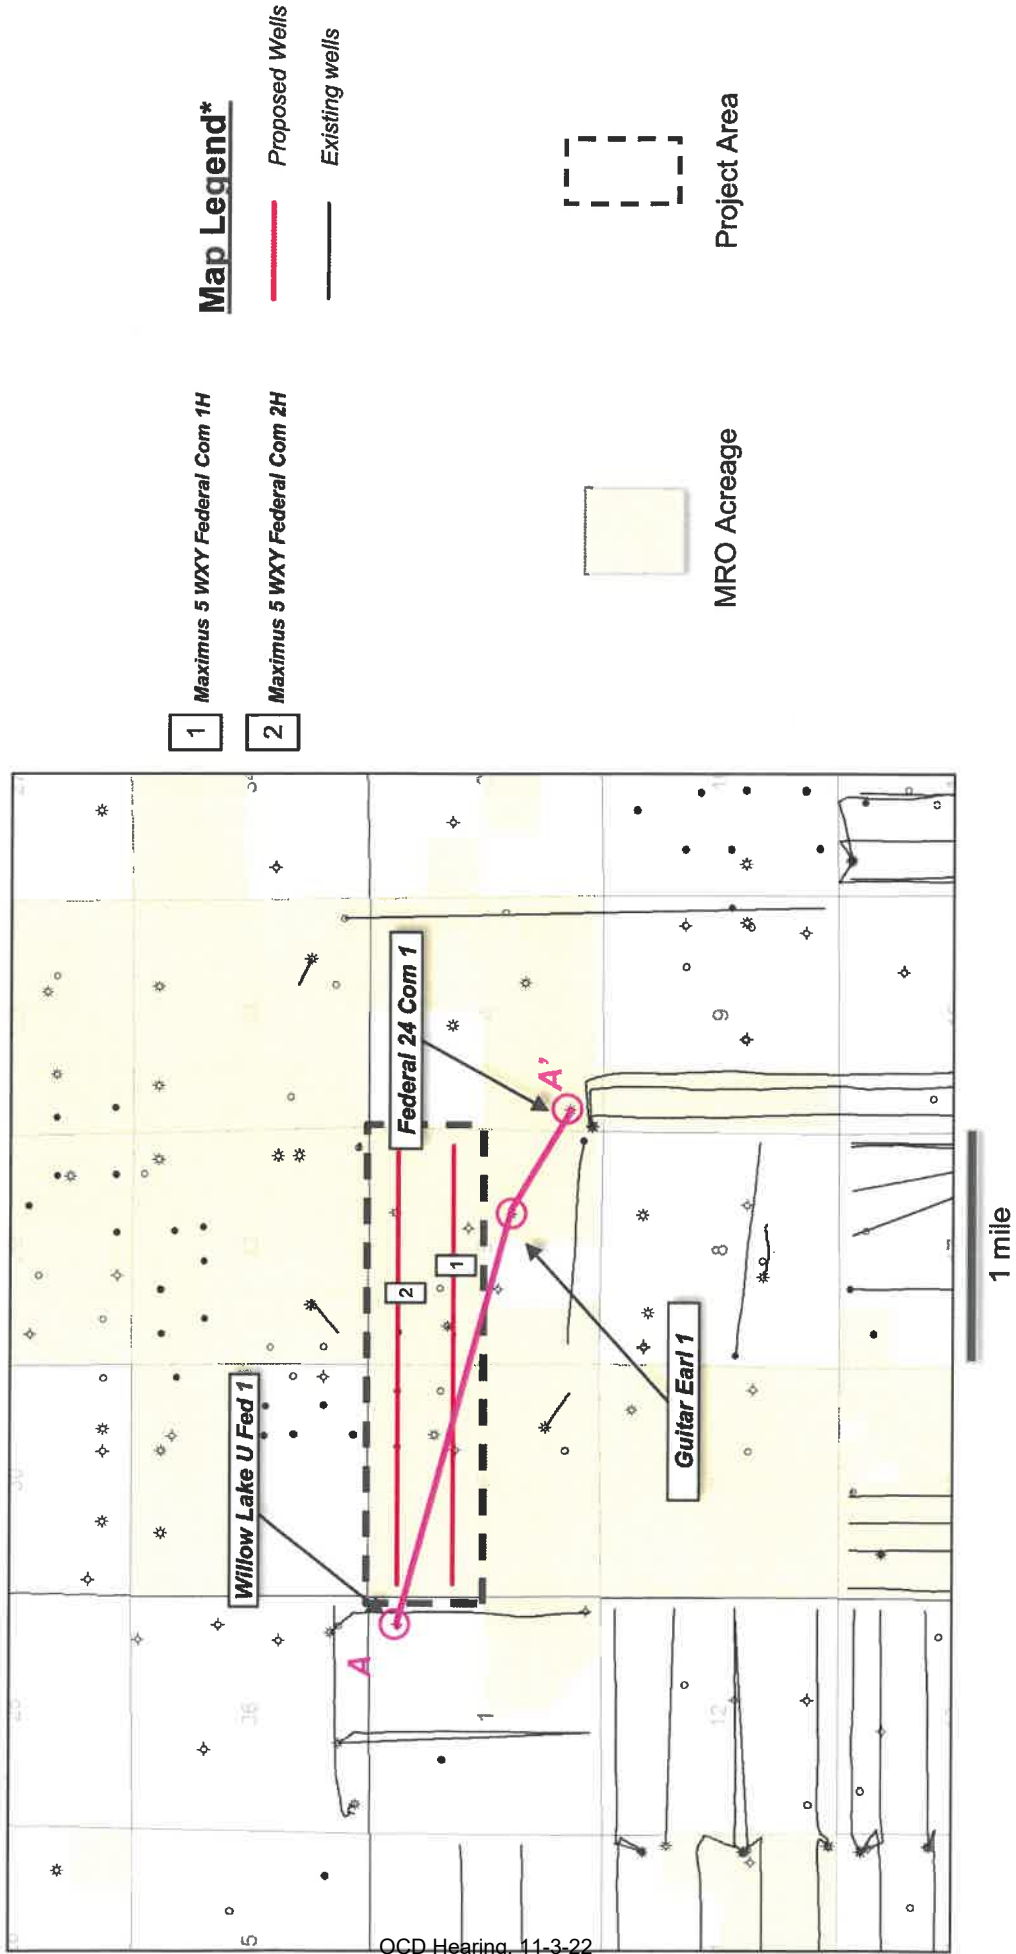 Map Legend*
Proposed Wells
Existing wells
Project Area
MRO Acreage
1 Maximus 5 WXY Federal Com 1H
2 Maximus 5 WXY Federal Com 2H
Willow Lake U Fed 1
Federal 24 Com 1
Guitar Earl 1
A
A'
2
1
36
1
12
8
9
5
1 mile
OCD Hearing. 11-3-22